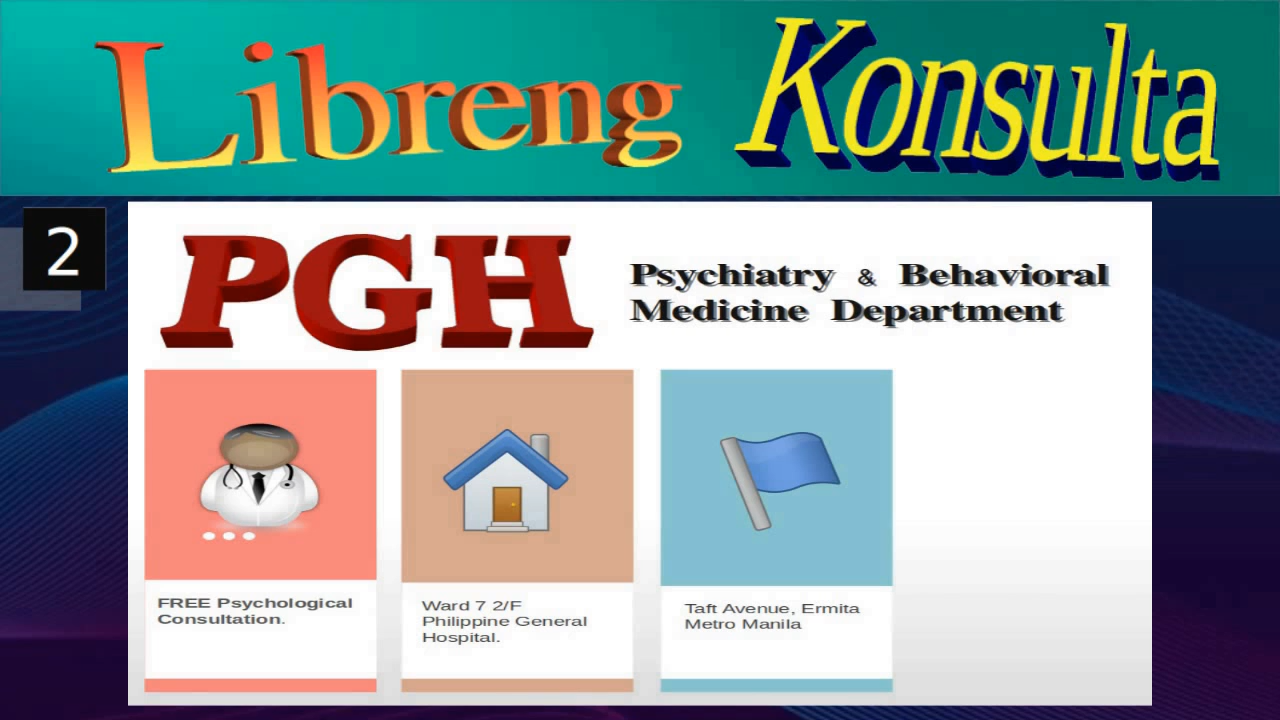 Libreng Konsulta
2
PGH
Psychiatry & Behavioral
Medicine Department
FREE Psychological
Consultation.
Ward 7 2/F
Philippine General
Hospital.
Taft Avenue, Ermita
Metro Manila